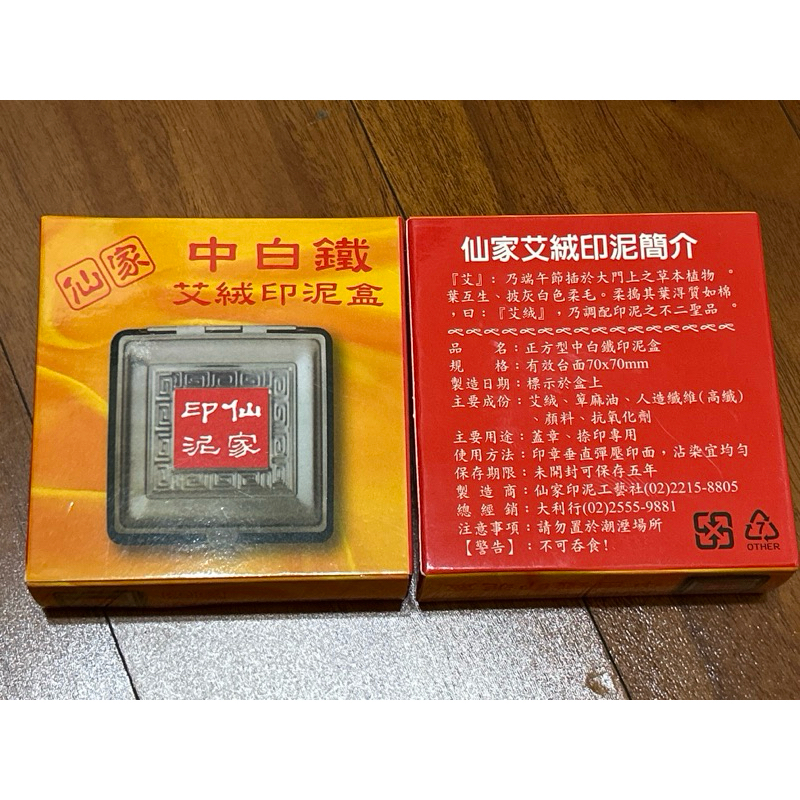 仙家
中白鐵
艾絨印泥盒
仙家
印泥
仙家艾絨印泥簡介
『艾』：乃端午節插於大門上之草本植物。
葉互生、披灰白色柔毛。柔搗其葉淂質如棉
，曰：『艾絨』，乃調配印泥之不二聖品。
品　　名：正方型中白鐵印泥盒
規　　格：有效台面70x70mm
製造日期：標示於盒上
主要成份：艾絨、箄麻油、人造纖維(高纖)
、顏料、抗氧化劑
主要用途：蓋章、捺印專用
使用方法：印章垂直彈壓印面，沾染宜均勻
保存期限：未開封可保存五年
製 造 商：仙家印泥工藝社(02)2215-8805
總 經 銷：大利行(02)2555-9881
注意事項：請勿置於潮溼場所
【警告】：不可吞食!
7
OTHER